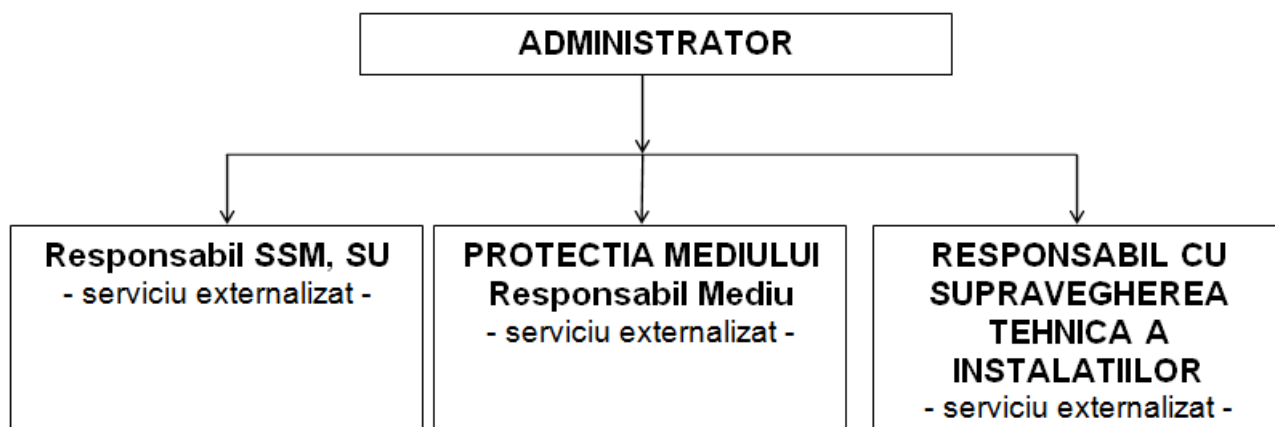 ADMINISTRATOR
Responsabil SSM, SU
- serviciu externalizat -
PROTECTIA MEDIULUI
Responsabil Mediu
- serviciu externalizat -
RESPONSABIL CU
SUPRAVEGHEREA
TEHNICA A
INSTALATIILOR
- serviciu externalizat -